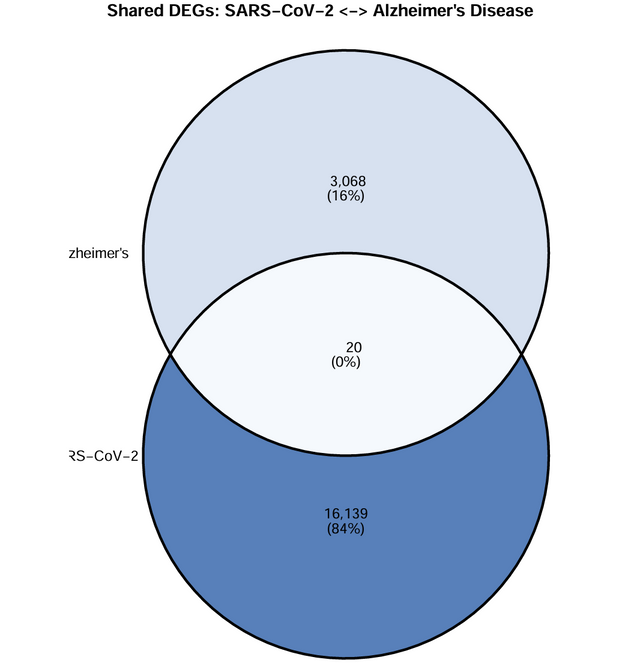 Shared DEGs: SARS−CoV−2 <−> Alzheimer's Disease
3,068
(16%)
zheimer's
20
(0%)
RS−CoV−2
16,139
(84%)